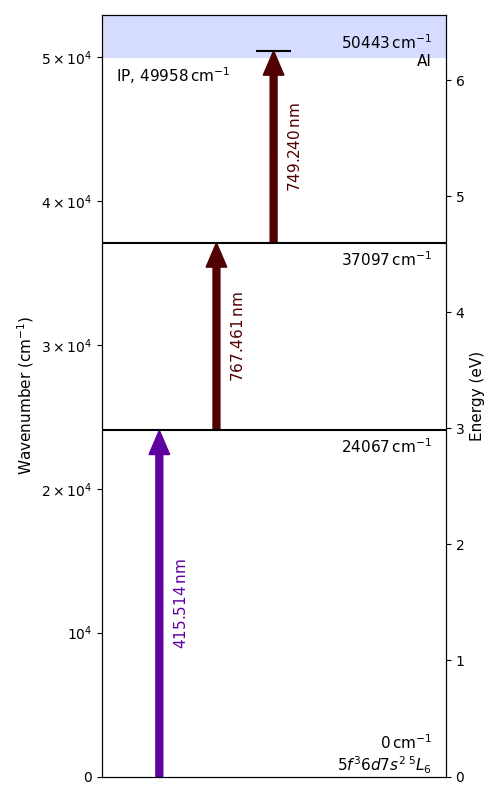 50443 cm⁻¹
AI
IP, 49958 cm⁻¹
749.240 nm
37097 cm⁻¹
767.461 nm
24067 cm⁻¹
415.514 nm
0 cm⁻¹
5f³6d7s² ⁵L₆
Wavenumber (cm⁻¹)
5 × 10⁴
4 × 10⁴
3 × 10⁴
2 × 10⁴
10⁴
0
Energy (eV)
6
5
4
3
2
1
0